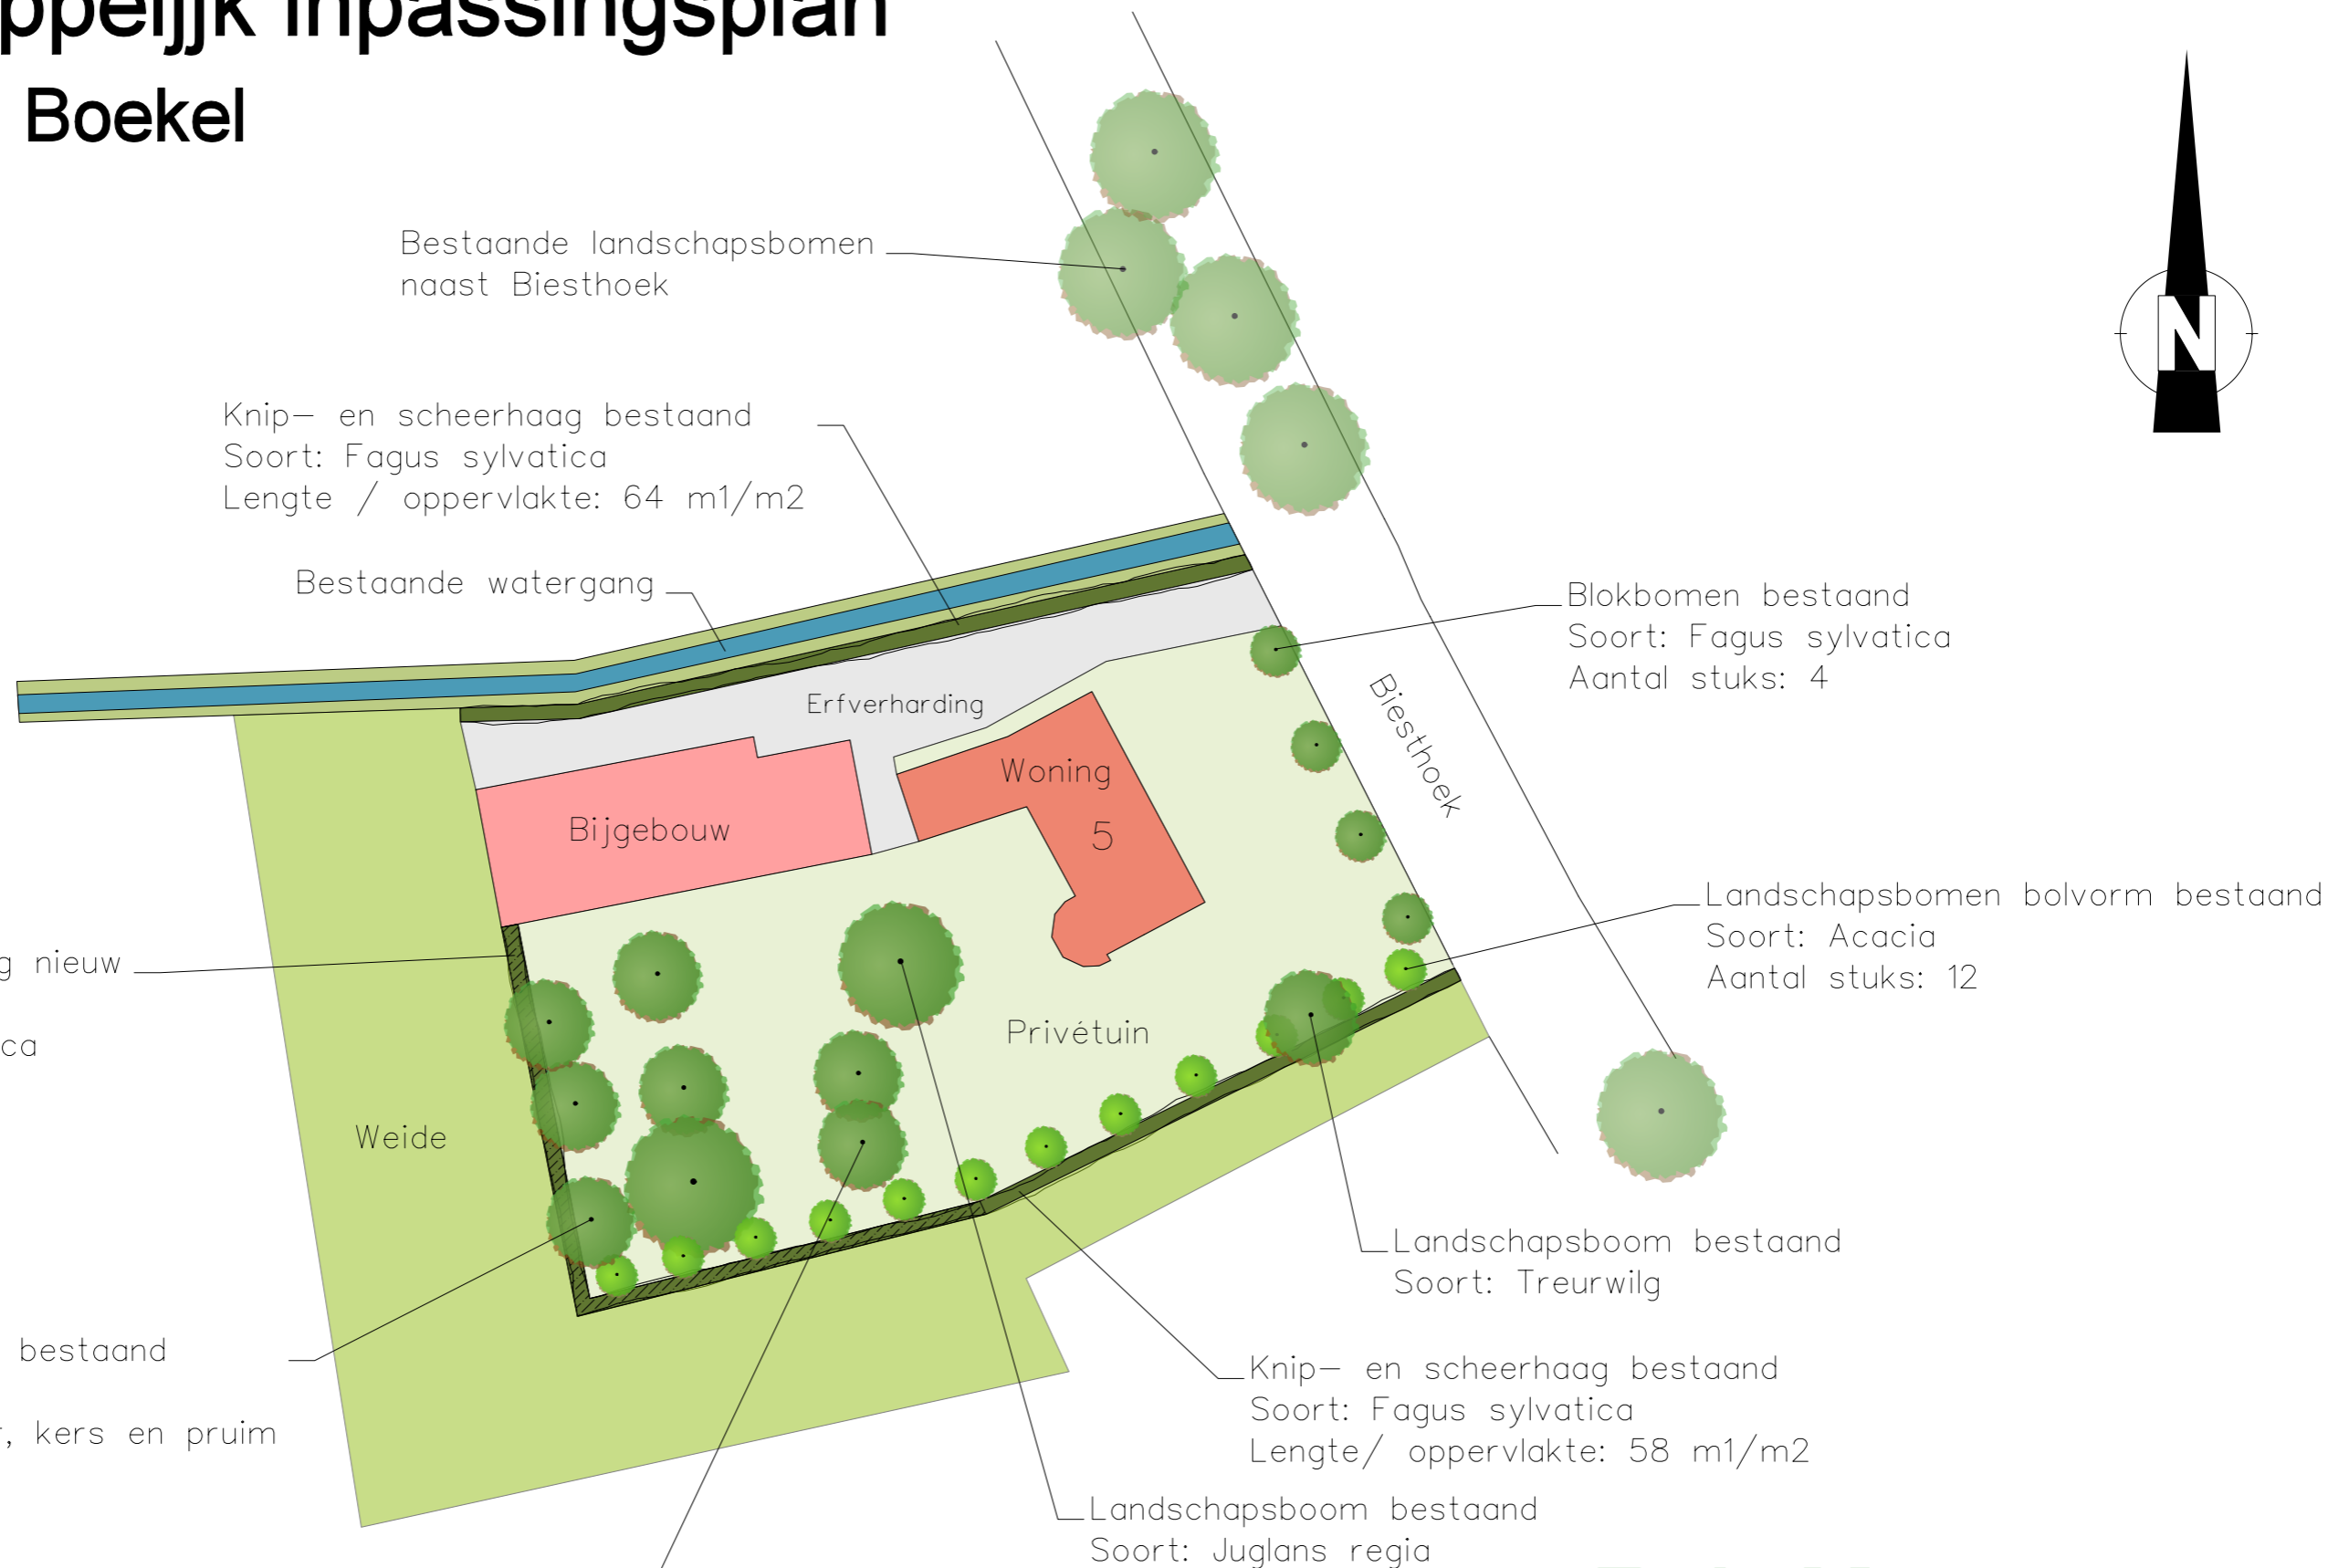 Inpassingsplan
Boekel
Bestaande landschapsbomen
naast Biesthoek
N
Knip- en scheerhaag bestaand
Soort: Fagus sylvatica
Lengte / oppervlakte: 64 m1/m2
Bestaande watergang
Blokbomen bestaand
Soort: Fagus sylvatica
Aantal stuks: 4
Erfverharding
Biesthoek
Woning
5
Bijgebouw
Landschapsbomen bolvorm bestaand
Soort: Acacia
Aantal stuks: 12
nieuw
Privétuin
Weide
Landschapsboom bestaand
Soort: Treurwilg
bestaand
kers en pruim
Knip- en scheerhaag bestaand
Soort: Fagus sylvatica
Lengte/ oppervlakte: 58 m1/m2
Landschapsboom bestaand
Soort: Juglans regia